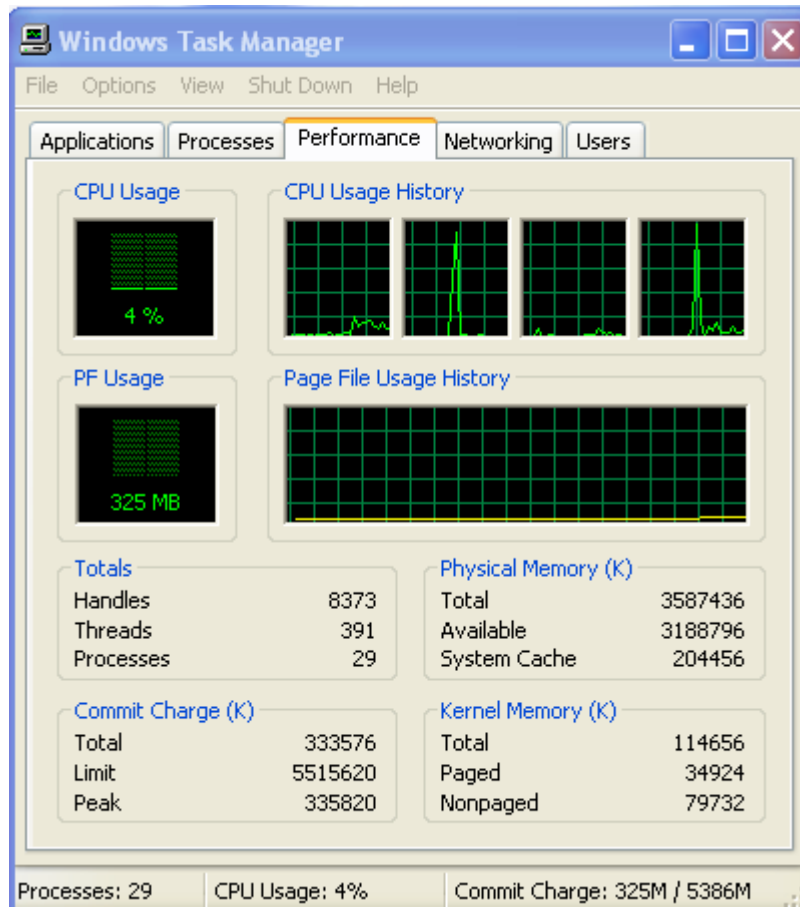 Windows Task Manager
File Options View Shut Down Help
Applications Processes Performance Networking Users
CPU Usage CPU Usage History
4 %
PF Usage Page File Usage History
325 MB
Totals Physical Memory (K)
Handles 8373 Total 3587436
Threads 391 Available 3188796
Processes 29 System Cache 204456
Commit Charge (K) Kernel Memory (K)
Total 333576 Total 114656
Limit 5515620 Paged 34924
Peak 335820 Nonpaged 79732
Processes: 29 CPU Usage: 4% Commit Charge: 325M / 5386M